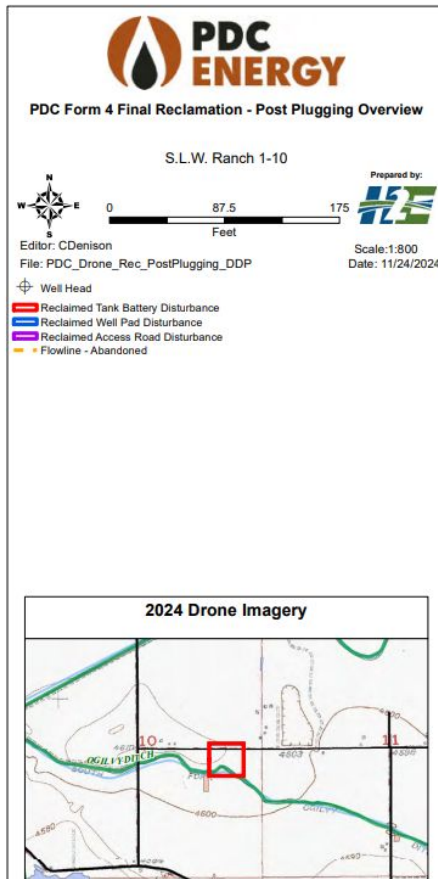 PDC
ENERGY
PDC Form 4 Final Reclamation - Post Plugging Overview
S.L.W. Ranch 1-10
Prepared by:
N
W E
S
0 87.5 175
Feet
H2E
Editor: CDenison
Scale:1:800
File: PDC_Drone_Rec_PostPlugging_DDP
Date: 11/24/2024
Well Head
Reclaimed Tank Battery Disturbance
Reclaimed Well Pad Disturbance
Reclaimed Access Road Disturbance
Flowline - Abandoned
2024 Drone Imagery
10
OGILVY DITCH
4603
11
4600
4590